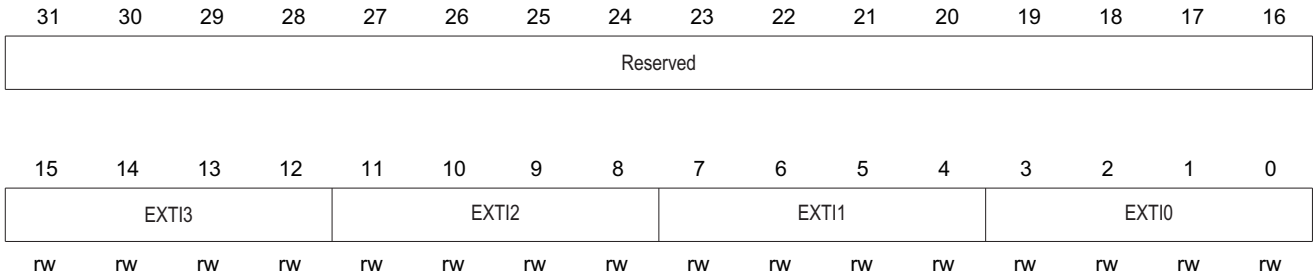 31 30 29 28 27 26 25 24 23 22 21 20 19 18 17 16
Reserved
15 14 13 12 11 10 9 8 7 6 5 4 3 2 1 0
EXTI3 EXTI2 EXTI1 EXTI0
rw rw rw rw rw rw rw rw rw rw rw rw rw rw rw rw